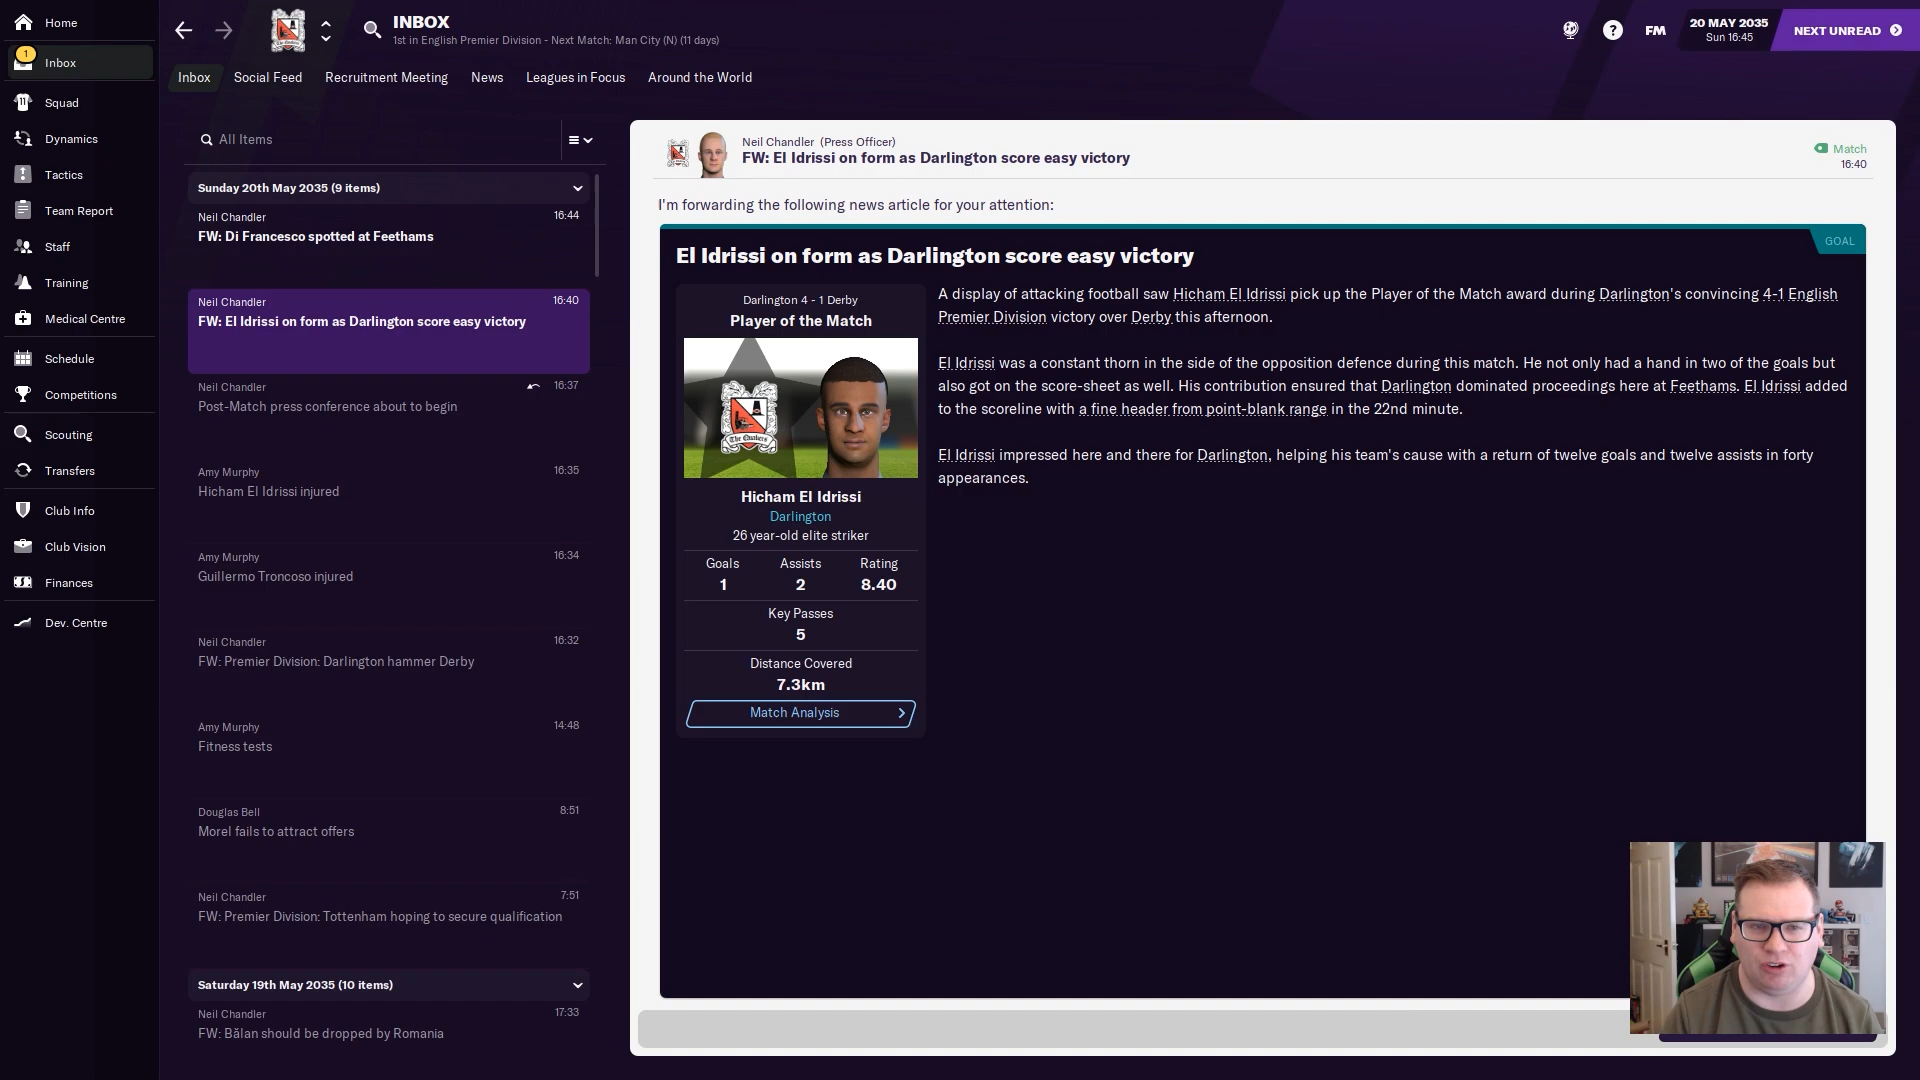 Home
1
Inbox
Squad
Dynamics
Tactics
Team Report
Staff
Training
Medical Centre
Schedule
Competitions
Scouting
Transfers
Club Info
Club Vision
Finances
Dev. Centre
INBOX
1st in English Premier Division - Next Match: Man City (N) (11 days)
FM
20 MAY 2035
Sun 16:45
NEXT UNREAD
Inbox
Social Feed
Recruitment Meeting
News
Leagues in Focus
Around the World
All Items
Sunday 20th May 2035 (9 items)
Neil Chandler
16:44
FW: Di Francesco spotted at Feethams
Neil Chandler
16:40
FW: El Idrissi on form as Darlington score easy victory
Neil Chandler
16:37
Post-Match press conference about to begin
Amy Murphy
16:35
Hicham El Idrissi injured
Amy Murphy
16:34
Guillermo Troncoso injured
Neil Chandler
16:32
FW: Premier Division: Darlington hammer Derby
Amy Murphy
14:48
Fitness tests
Douglas Bell
8:51
Morel fails to attract offers
Neil Chandler
7:51
FW: Premier Division: Tottenham hoping to secure qualification
Saturday 19th May 2035 (10 items)
Neil Chandler
17:33
FW: Bălan should be dropped by Romania
Neil Chandler (Press Officer)
FW: El Idrissi on form as Darlington score easy victory
Match
16:40
I'm forwarding the following news article for your attention:
GOAL
El Idrissi on form as Darlington score easy victory
Darlington 4 - 1 Derby
Player of the Match
The Quakers
Hicham El Idrissi
Darlington
26 year-old elite striker
Goals Assists Rating
1 2 8.40
Key Passes
5
Distance Covered
7.3km
Match Analysis
A display of attacking football saw Hicham El Idrissi pick up the Player of the Match award during Darlington's convincing 4-1 English
Premier Division victory over Derby this afternoon.
El Idrissi was a constant thorn in the side of the opposition defence during this match. He not only had a hand in two of the goals but
also got on the score-sheet as well. His contribution ensured that Darlington dominated proceedings here at Feethams. El Idrissi added
to the scoreline with a fine header from point-blank range in the 22nd minute.
El Idrissi impressed here and there for Darlington, helping his team's cause with a return of twelve goals and twelve assists in forty
appearances.